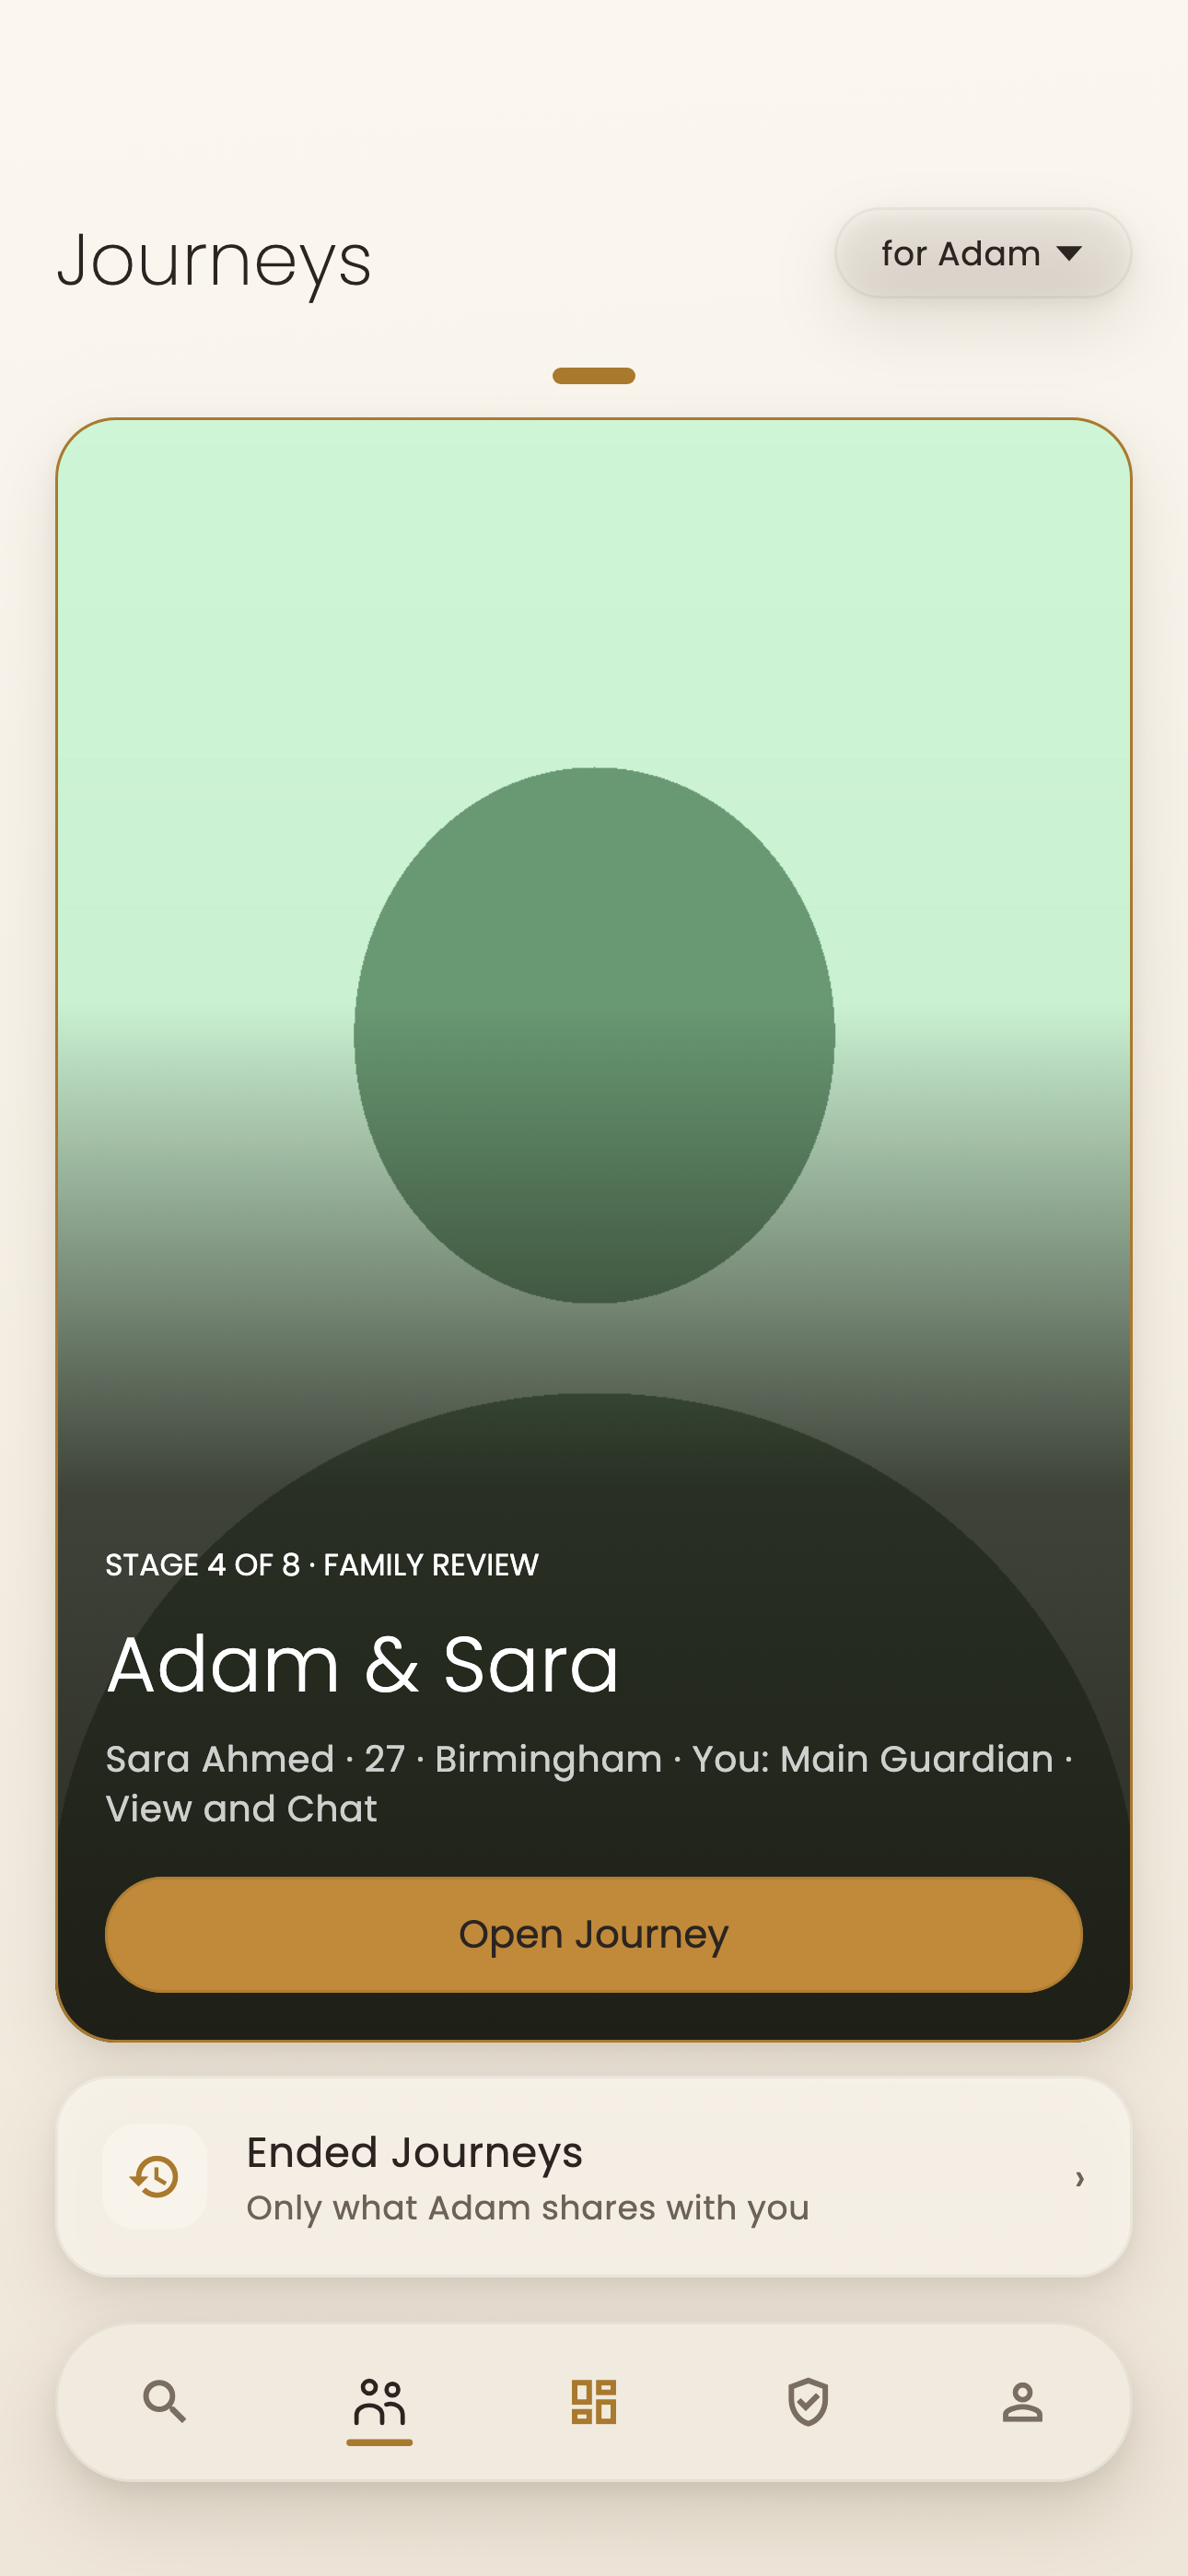 Journeys
for Adam
STAGE 4 OF 8 · FAMILY REVIEW
Adam & Sara
Sara Ahmed · 27 · Birmingham · You: Main Guardian ·
View and Chat
Open Journey
Ended Journeys
Only what Adam shares with you